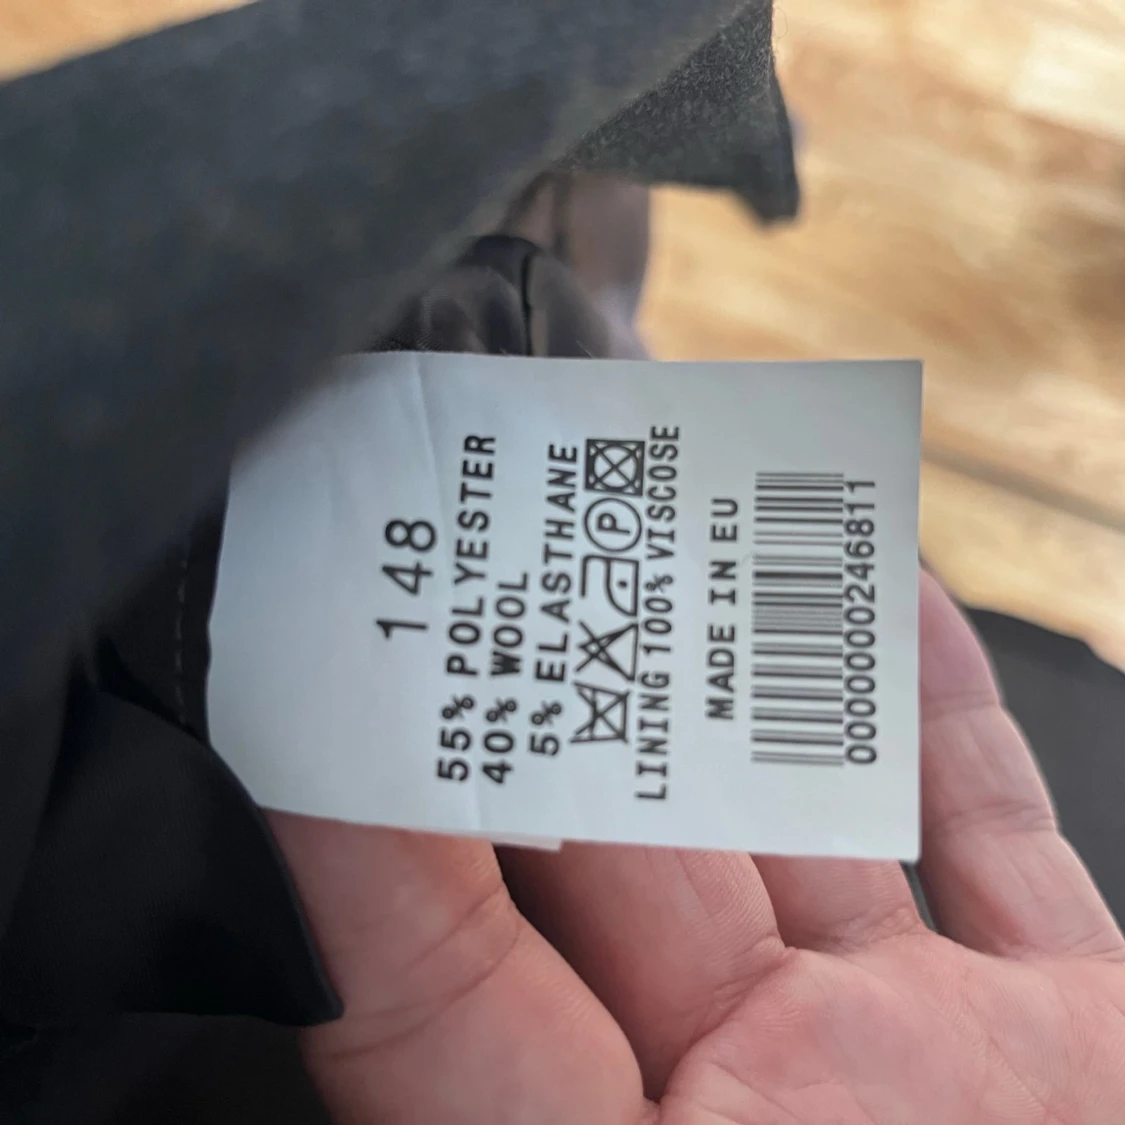 148
55% POLYESTER
40% WOOL
5% ELASTHANE
P
LINING 100% VISCOSE
MADE IN EU
0000000246811